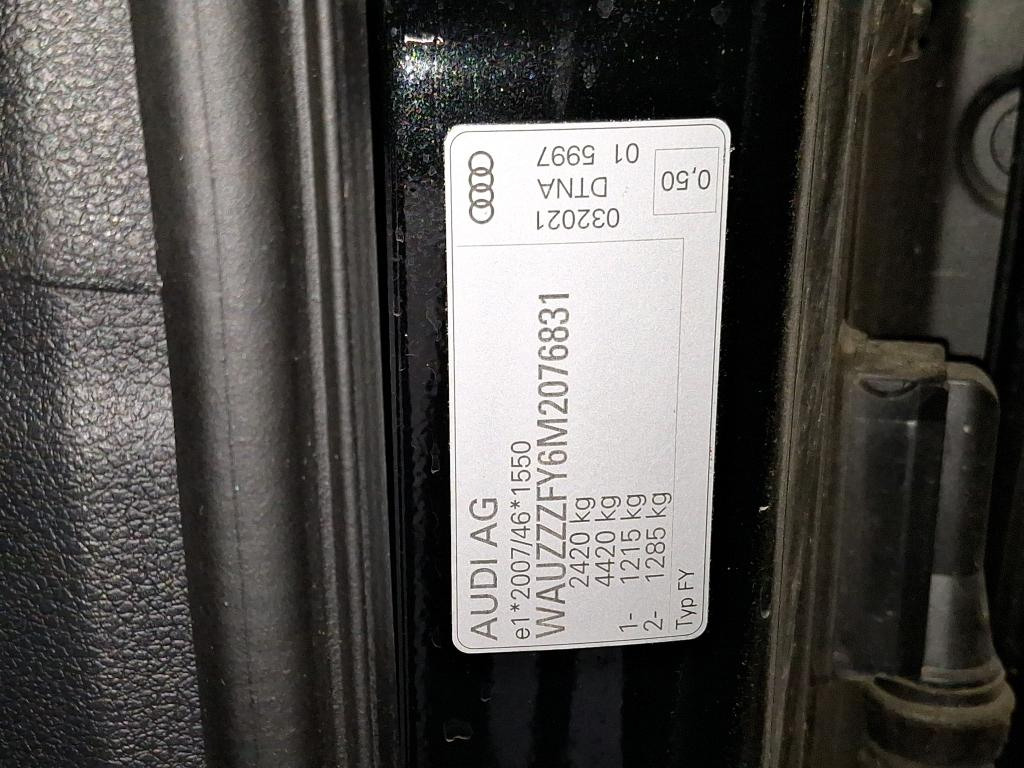 AUDI AG
e1*2007/46*1550
WAUZZZFY6M2076831
2420 kg
4420 kg
1- 1215 kg
2- 1285 kg
Typ FY
032021
DTNA
01 5997
0,50